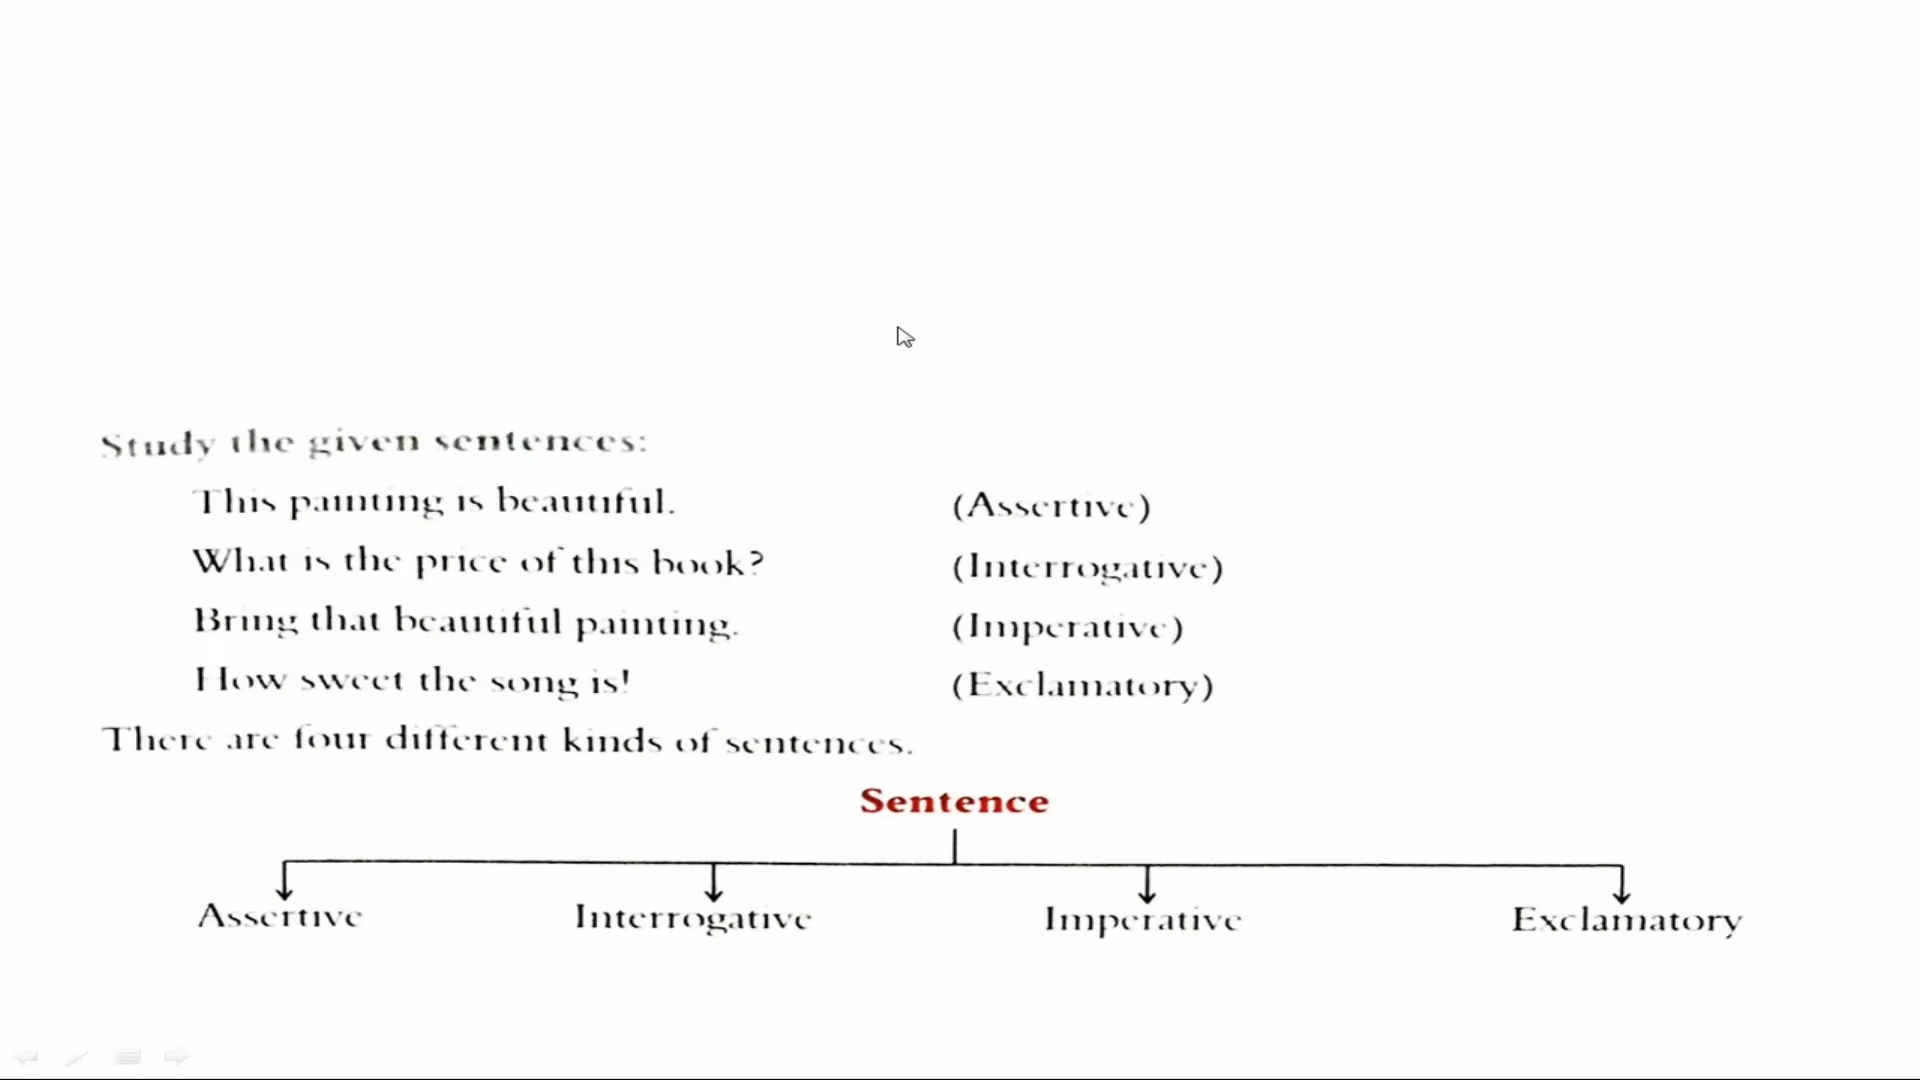 Study the given sentences:
This painting is beautiful. (Assertive)
What is the price of this book? (Interrogative)
Bring that beautiful painting. (Imperative)
How sweet the song is! (Exclamatory)
There are four different kinds of sentences.
Sentence
Assertive Interrogative Imperative Exclamatory